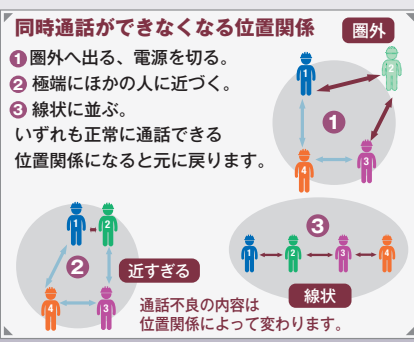 同時通話ができなくなる位置関係
❶圏外へ出る、電源を切る。
❷極端にほかの人に近づく。
❸線状に並ぶ。
いずれも正常に通話できる
位置関係になると元に戻ります。
圏外
1
2
❶
4
3
1
2
❷
近すぎる
4
3
❸
1
2
3
4
線状
通話不良の内容は
位置関係によって変わります。